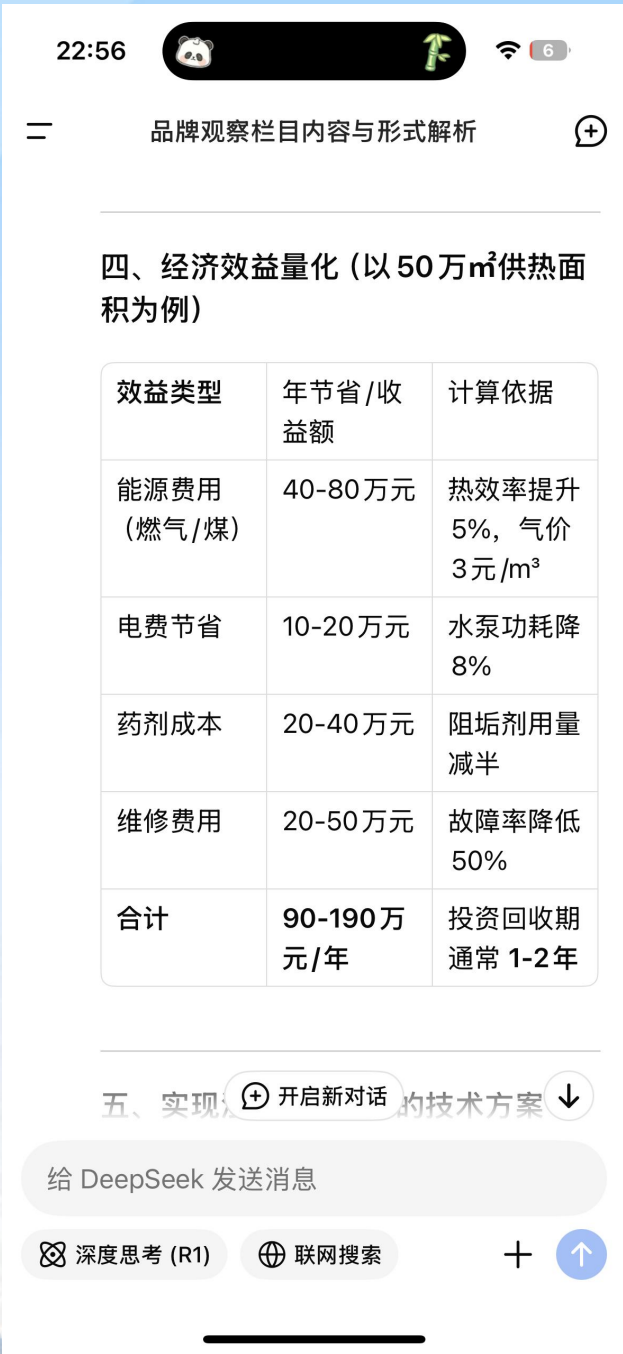 22:56
6
品牌观察栏目内容与形式解析
四、经济效益量化（以 50 万㎡供热面
积为例）
效益类型
年节省/收
益额
计算依据
能源费用
（燃气/煤）
40-80万元
热效率提升
5%，气价
3元/m³
电费节省
10-20万元
水泵功耗降
8%
药剂成本
20-40万元
阻垢剂用量
减半
维修费用
20-50万元
故障率降低
50%
合计
90-190万
元/年
投资回收期
通常 1-2年
五、实现 的技术方案
开启新对话
给 DeepSeek 发送消息
深度思考 (R1)
联网搜索